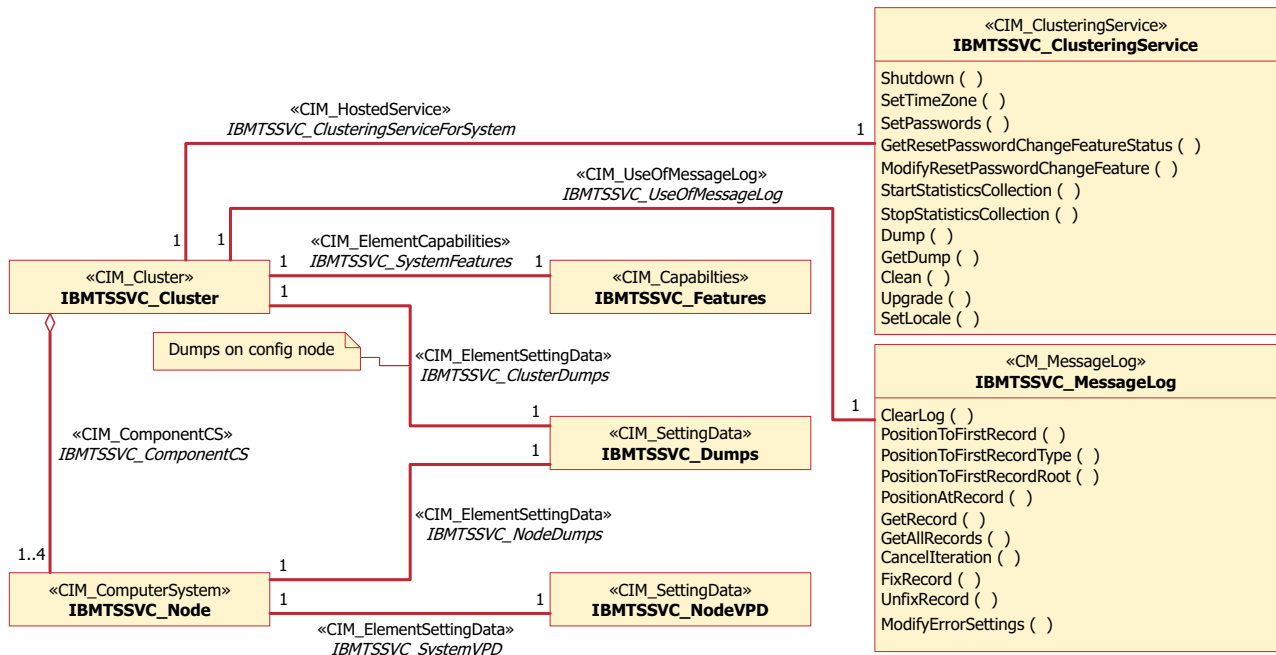 «CIM_ClusteringService»
IBMTSSVC_ClusteringService
Shutdown ( )
SetTimeZone ( )
SetPasswords ( )
GetResetPasswordChangeFeatureStatus ( )
ModifyResetPasswordChangeFeature ( )
StartStatisticsCollection ( )
StopStatisticsCollection ( )
Dump ( )
GetDump ( )
Clean ( )
Upgrade ( )
SetLocale ( )
«CIM_HostedService»
IBMTSSVC_ClusteringServiceForSystem
1
1
«CIM_UseOfMessageLog»
IBMTSSVC_UseOfMessageLog
1
1
«CIM_ElementCapabilities»
IBMTSSVC_SystemFeatures
1
1
«CIM_Cluster»
IBMTSSVC_Cluster
«CIM_Capabilties»
IBMTSSVC_Features
1
Dumps on config node
«CIM_ElementSettingData»
IBMTSSVC_ClusterDumps
1
«CM_MessageLog»
IBMTSSVC_MessageLog
ClearLog ( )
PositionToFirstRecord ( )
PositionToFirstRecordType ( )
PositionToFirstRecordRoot ( )
PositionAtRecord ( )
GetRecord ( )
GetAllRecords ( )
CancelIteration ( )
FixRecord ( )
UnfixRecord ( )
ModifyErrorSettings ( )
«CIM_ComponentCS»
IBMTSSVC_ComponentCS
«CIM_SettingData»
IBMTSSVC_Dumps
1
«CIM_ElementSettingData»
IBMTSSVC_NodeDumps
1..4
1
«CIM_ComputerSystem»
IBMTSSVC_Node
1
1
«CIM_SettingData»
IBMTSSVC_NodeVPD
«CIM_ElementSettingData»
IBMTSSVC_SystemVPD